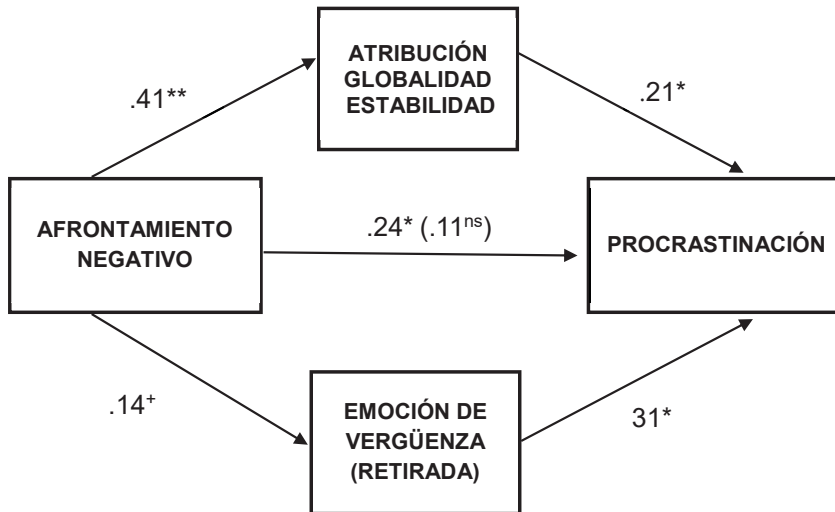 ATRIBUCIÓN
GLOBALIDAD
ESTABILIDAD
.41**
.21*
AFRONTAMIENTO
NEGATIVO
.24* (.11ns)
PROCRASTINACIÓN
.14+
EMOCIÓN DE
VERGÜENZA
(RETIRADA)
31*